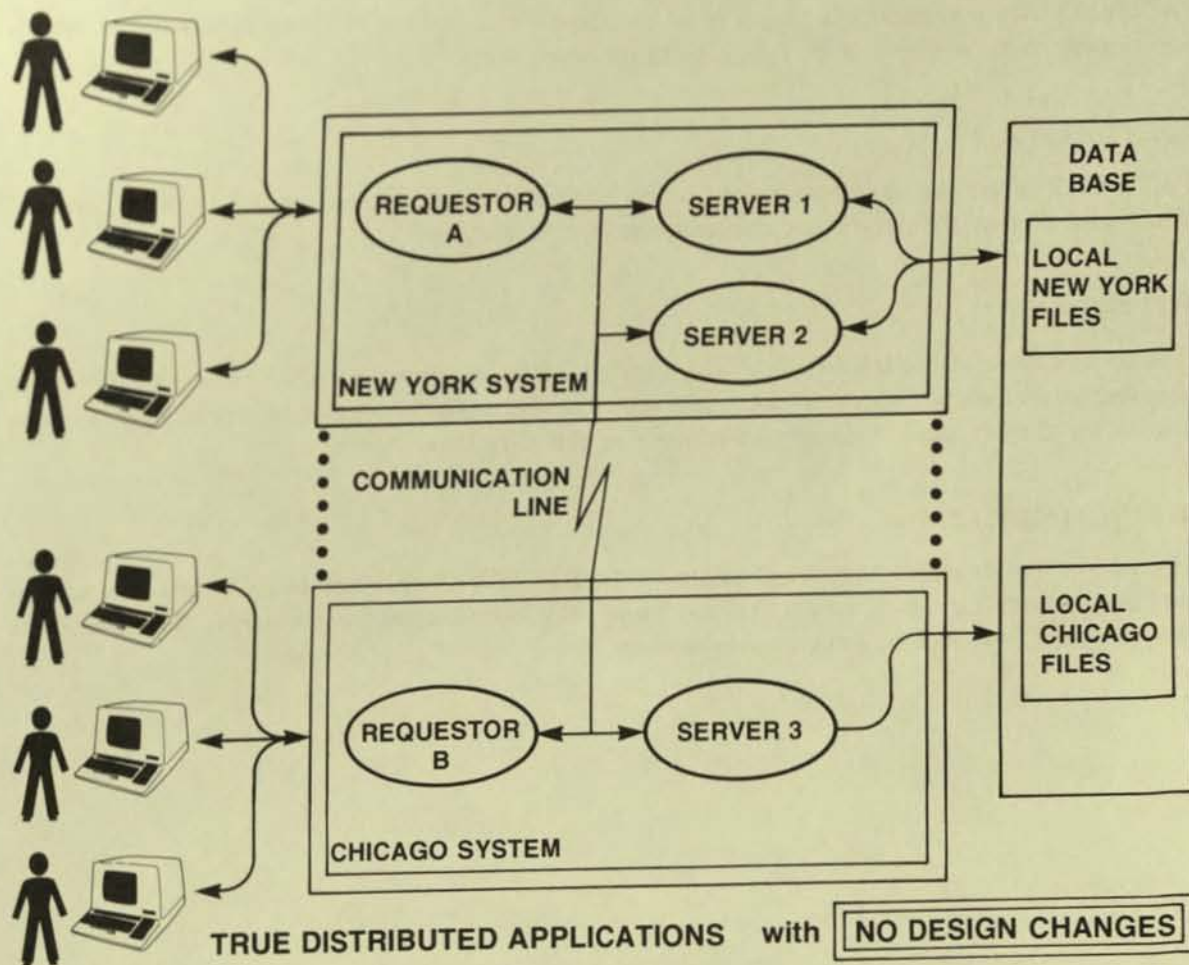 REQUESTOR
A
SERVER 1
SERVER 2
NEW YORK SYSTEM
DATA
BASE
LOCAL
NEW YORK
FILES
COMMUNICATION
LINE
REQUESTOR
B
SERVER 3
CHICAGO SYSTEM
LOCAL
CHICAGO
FILES
TRUE DISTRIBUTED APPLICATIONS with NO DESIGN CHANGES